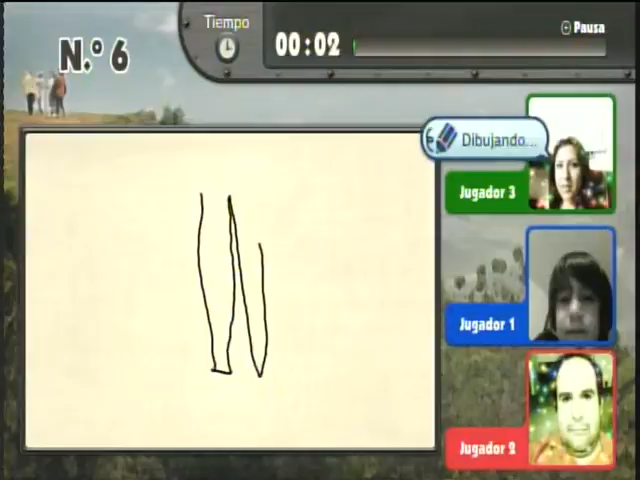 N.º 6
Tiempo
00:02
Pausa
Dibujando...
Jugador 3
Jugador 1
Jugador 2